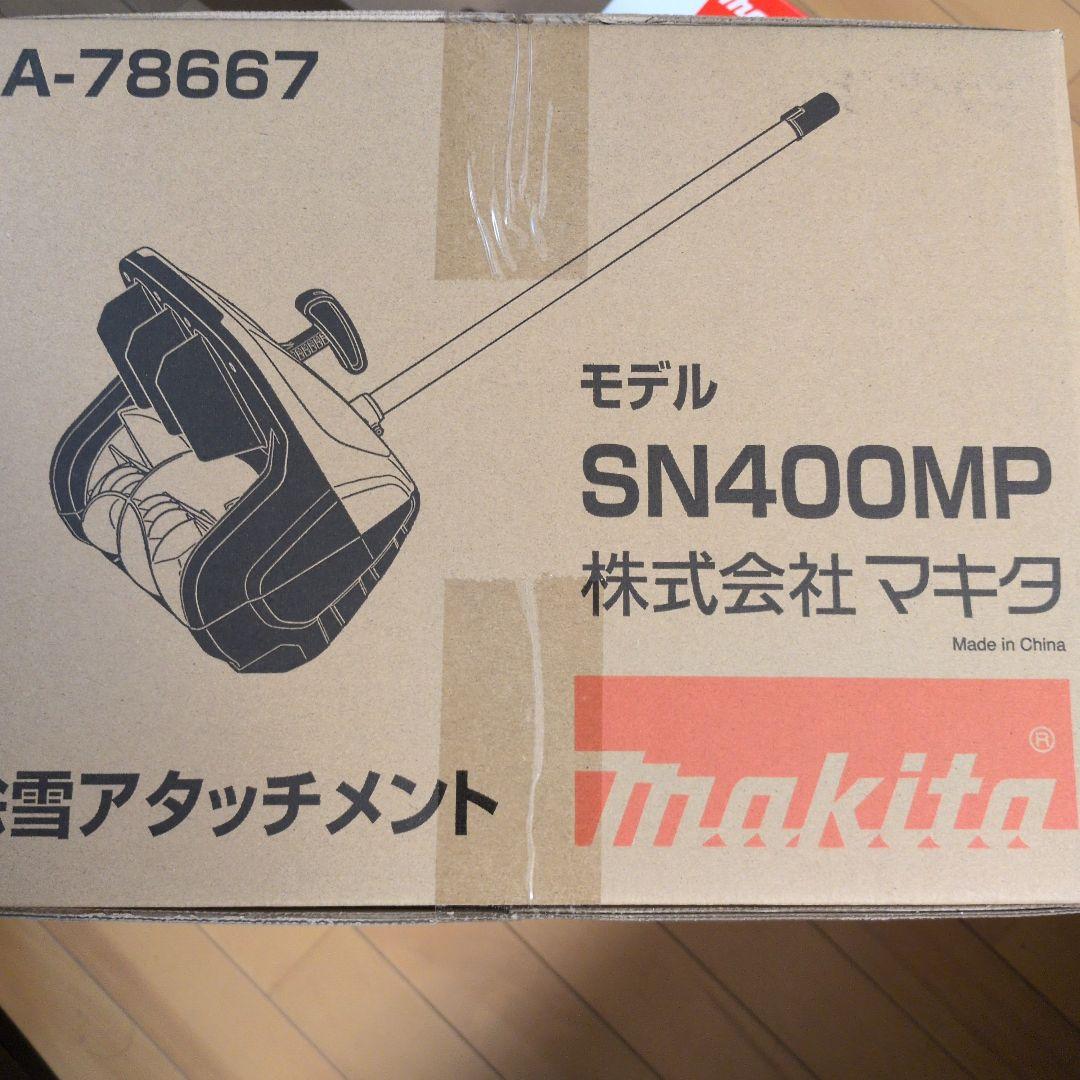 A-78667
モデル
SN400MP
株式会社マキタ
Made in China
makita®
除雪アタッチメント